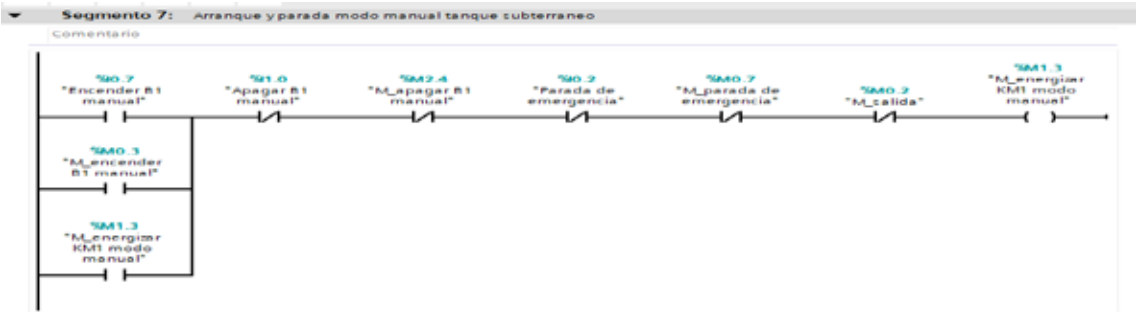 Segmento 7: Arranque y parada modo manual tanque subterraneo
Comentario
%I0.7
"Encender B1
manual"
%I1.0
"Apagar B1
manual"
%M2.4
"M_apagar B1
manual"
%I0.2
"Parada de
emergencia"
%M0.7
"M_parada de
emergencia"
%M0.2
"M_salida"
%M1.3
"M_energizar
KM1 modo
manual"
%M0.3
"M_encender
B1 manual"
%M1.3
"M_energizar
KM1 modo
manual"